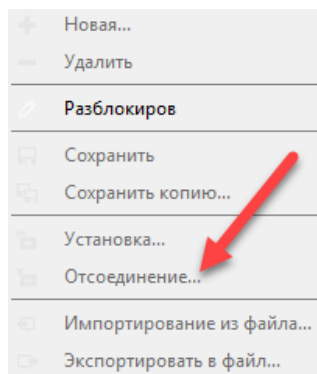 Новая...
Удалить
Разблокиров
Сохранить
Сохранить копию...
Установка...
Отсоединение...
Импортирование из файла...
Экспортировать в файл...